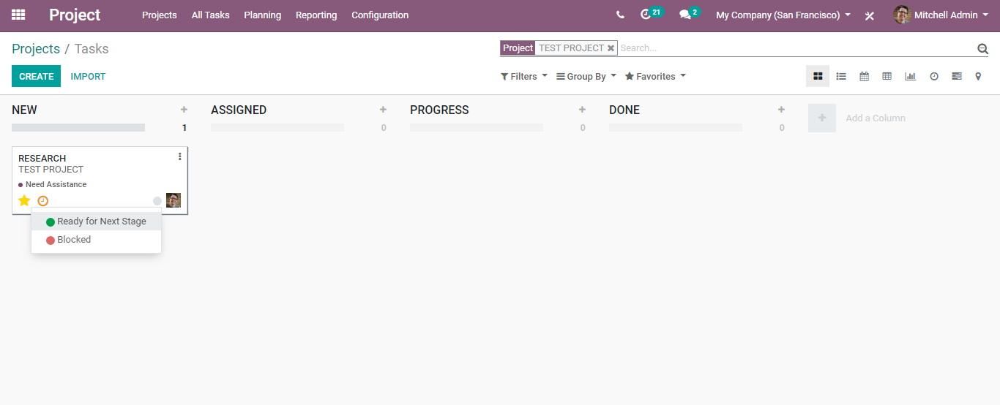 Project Projects All Tasks Planning Reporting Configuration 21 2 My Company (San Francisco) Mitchell Admin
Projects / Tasks Project TEST PROJECT Search...
CREATE IMPORT Filters Group By Favorites
NEW ASSIGNED PROGRESS DONE Add a Column
1 0 0 0
RESEARCH
TEST PROJECT
Need Assistance
Ready for Next Stage
Blocked